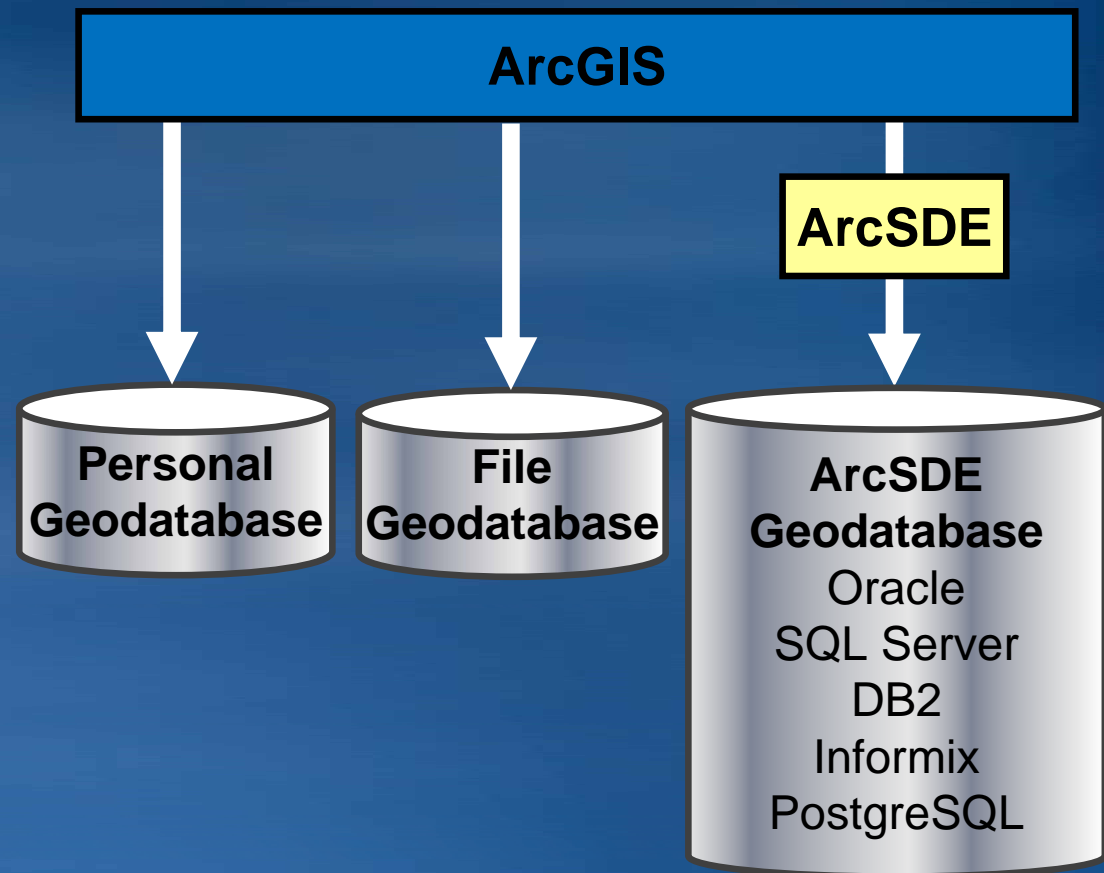 ArcGIS
ArcSDE
Personal
Geodatabase
File
Geodatabase
ArcSDE
Geodatabase
Oracle
SQL Server
DB2
Informix
PostgreSQL